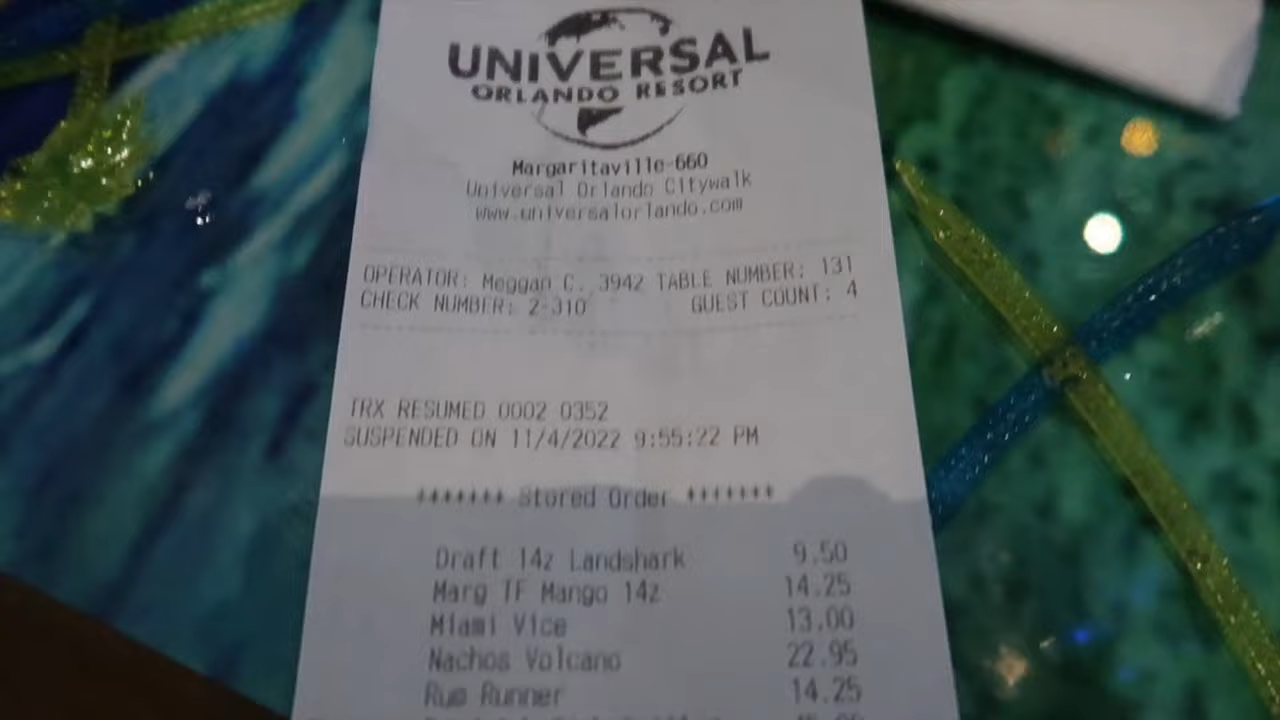 UNIVERSAL
ORLANDO RESORT
Margaritaville-660
Universal Orlando Citywalk
www.universalorlando.com
OPERATOR: Meggan C. 3942 TABLE NUMBER: 131
CHECK NUMBER: 2-310 GUEST COUNT: 4
TRX RESUMED 0002 0352
SUSPENDED ON 11/4/2022 9:55:22 PM
******* Stored Order *******
Draft 14z Landshark 9.50
Marg TF Mango 14z 14.25
Miami Vice 13.00
Nachos Volcano 22.95
Rum Runner 14.25